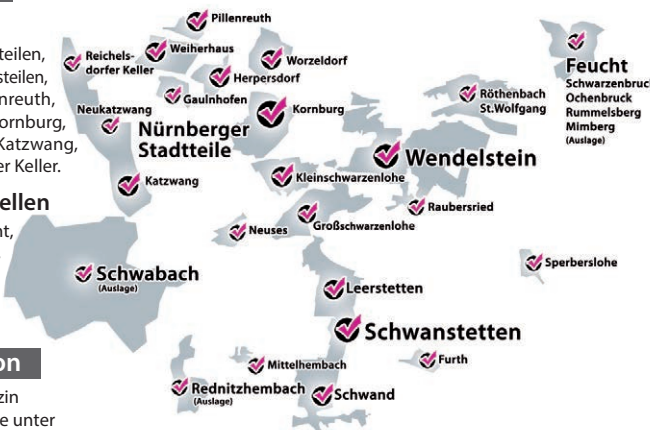 teilen,
steilen,
nreuth,
ornburg,
Katzwang,
er Keller.
ellen
nt,
on
zin
e unter
Pillenreuth
Reichels-
dorfer Keller
Weiherhaus
Worzeldorf
Herpersdorf
Gaulnhofen
Neukatzwang
Kornburg
Nürnberger
Stadtteile
Katzwang
Röthenbach
St.Wolfgang
Feucht
Schwarzenbruck
Ochenbruck
Rummelsberg
Mimberg
(Auslage)
Wendelstein
Kleinschwarzenlohe
Raubersried
Großschwarzenlohe
Neuses
Schwabach
(Auslage)
Sperberslohe
Leerstetten
Schwanstetten
Mittelhembach
Furth
Rednitzhembach
(Auslage)
Schwand